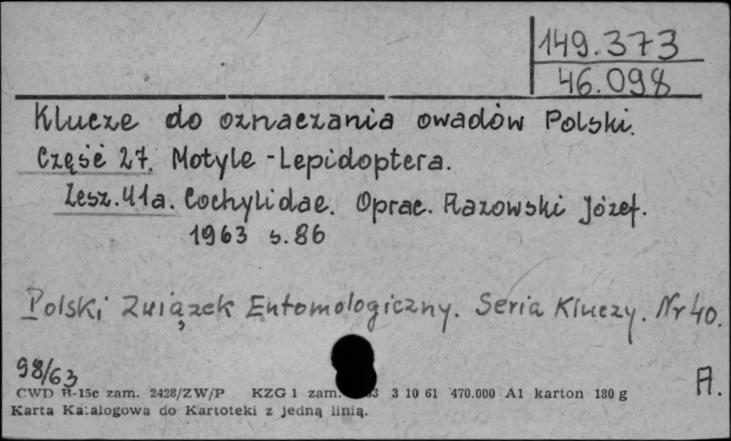 149.373
46.098
Klucze do oznaczania owadów Polski.
Część 27. Motyle - Lepidoptera.
Zesz. 41a. Cochylidae. Oprac. Razowski Józef.
1963 s. 86
Polski Związek Entomologiczny. Seria Kluczy. Nr 40.
98/63
A.
CWD B-15c zam. 2428/ZW/P KZG 1 zam. 3 10 61 470.000 A1 karton 180 g
Karta Katalogowa do Kartoteki z jedną linią.